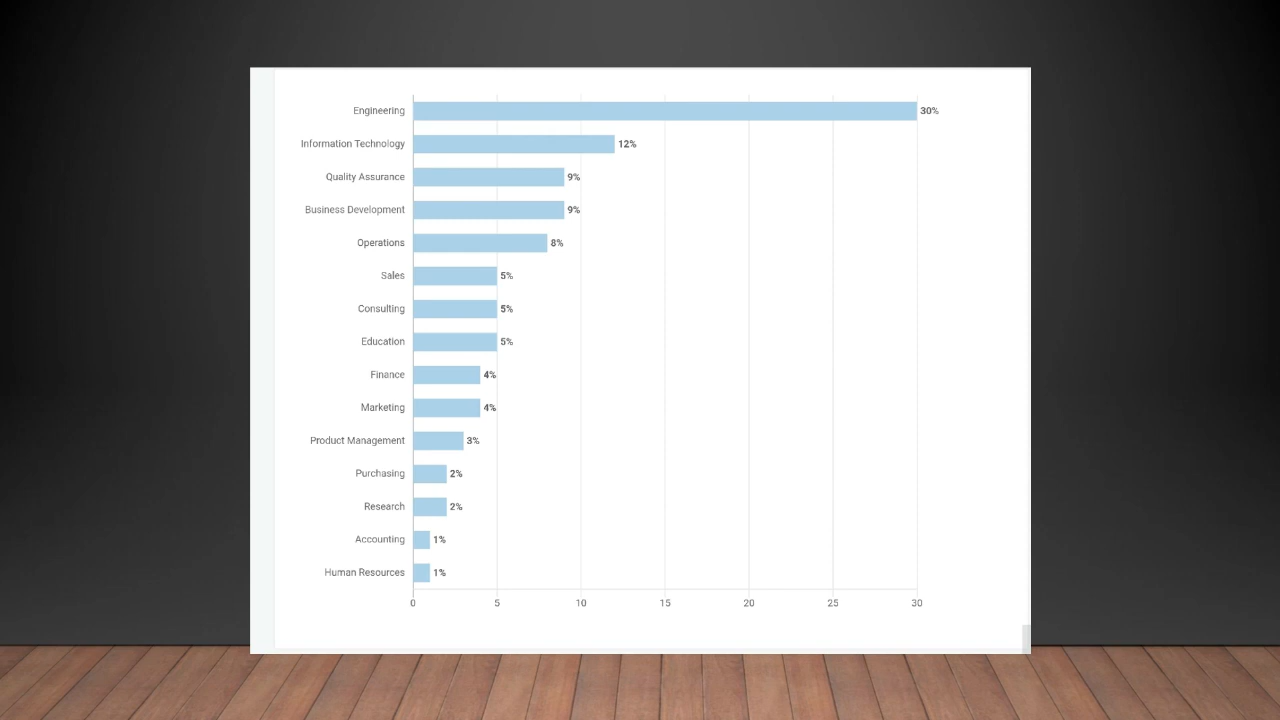 Engineering 30%
Information Technology 12%
Quality Assurance 9%
Business Development 9%
Operations 8%
Sales 5%
Consulting 5%
Education 5%
Finance 4%
Marketing 4%
Product Management 3%
Purchasing 2%
Research 2%
Accounting 1%
Human Resources 1%
0 5 10 15 20 25 30